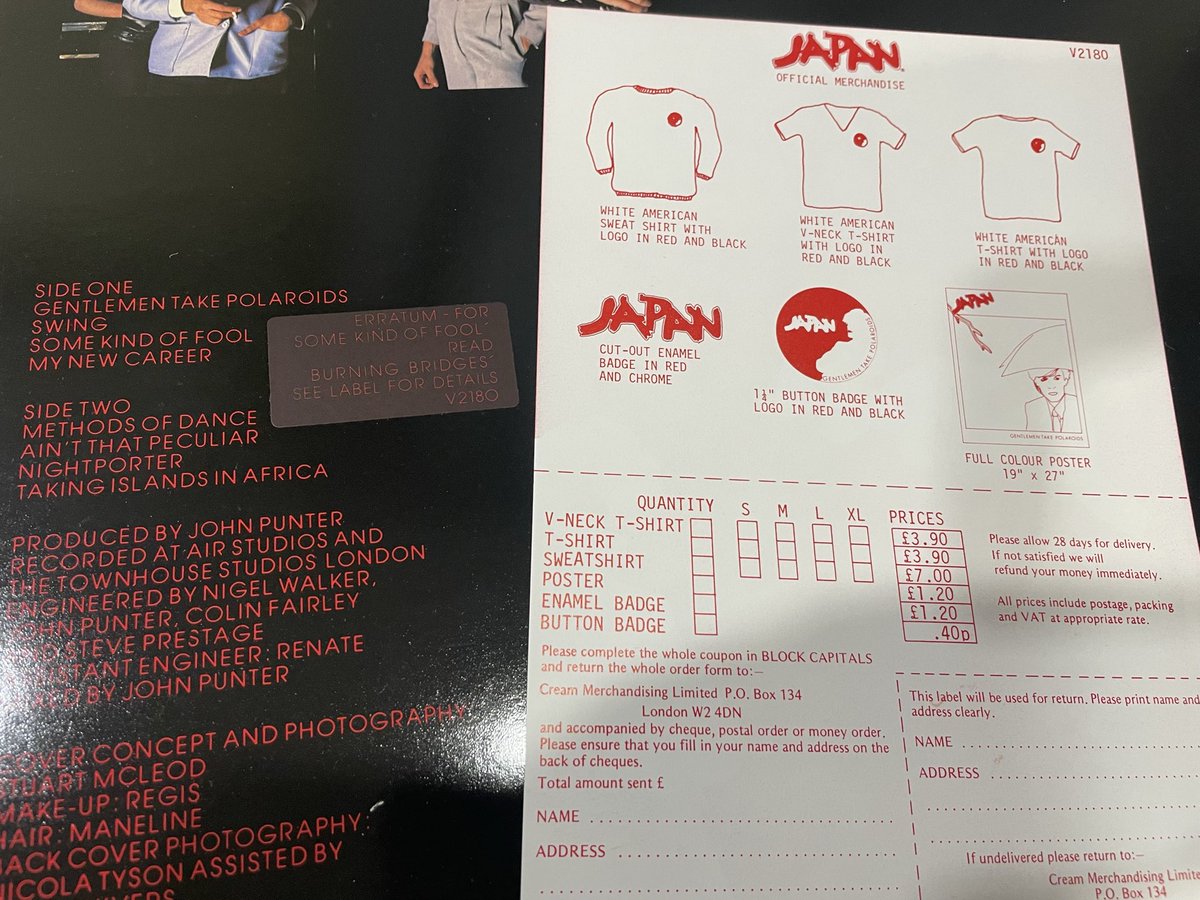 SIDE ONE
GENTLEMEN TAKE POLAROIDS
SWING
SOME KIND OF FOOL
MY NEW CAREER
ERRATUM - FOR
SOME KIND OF FOOL´
READ
BURNING BRIDGES´
SEE LABEL FOR DETAILS
V2180
SIDE TWO
METHODS OF DANCE
AIN'T THAT PECULIAR
NIGHTPORTER
TAKING ISLANDS IN AFRICA
PRODUCED BY JOHN PUNTER
RECORDED AT AIR STUDIOS AND
THE TOWNHOUSE STUDIOS LONDON
ENGINEERED BY NIGEL WALKER,
JOHN PUNTER, COLIN FAIRLEY
STEVE PRESTAGE
ENGINEER: RENATE
BY JOHN PUNTER
COVER CONCEPT AND PHOTOGRAPHY
STUART MCLEOD
MAKE-UP: REGIS
HAIR: MANELINE
BACK COVER PHOTOGRAPHY:
NICOLA TYSON ASSISTED BY
JAPAN
V2180
OFFICIAL MERCHANDISE
WHITE AMERICAN
SWEAT SHIRT WITH
LOGO IN RED AND BLACK
WHITE AMERICAN
V-NECK T-SHIRT
WITH LOGO IN
RED AND BLACK
WHITE AMERICAN
T-SHIRT WITH LOGO
IN RED AND BLACK
JAPAN
CUT-OUT ENAMEL
BADGE IN RED
AND CHROME
JAPAN
GENTLEMEN TAKE POLAROIDS
1¼" BUTTON BADGE WITH
LOGO IN RED AND BLACK
JAPAN
GENTLEMEN TAKE POLAROIDS
FULL COLOUR POSTER
19" x 27"
QUANTITY S M L XL PRICES
V-NECK T-SHIRT £3.90
T-SHIRT £3.90
SWEATSHIRT £7.00
POSTER £1.20
ENAMEL BADGE £1.20
BUTTON BADGE .40p
Please allow 28 days for delivery.
If not satisfied we will
refund your money immediately.
All prices include postage, packing
and VAT at appropriate rate.
Please complete the whole coupon in BLOCK CAPITALS
and return the whole order form to:—
Cream Merchandising Limited P.O. Box 134
London W2 4DN
and accompanied by cheque, postal order or money order.
Please ensure that you fill in your name and address on the
back of cheques.
Total amount sent £
NAME
ADDRESS
This label will be used for return. Please print name and
address clearly.
NAME
ADDRESS
If undelivered please return to:—
Cream Merchandising Limite
P.O. Box 134